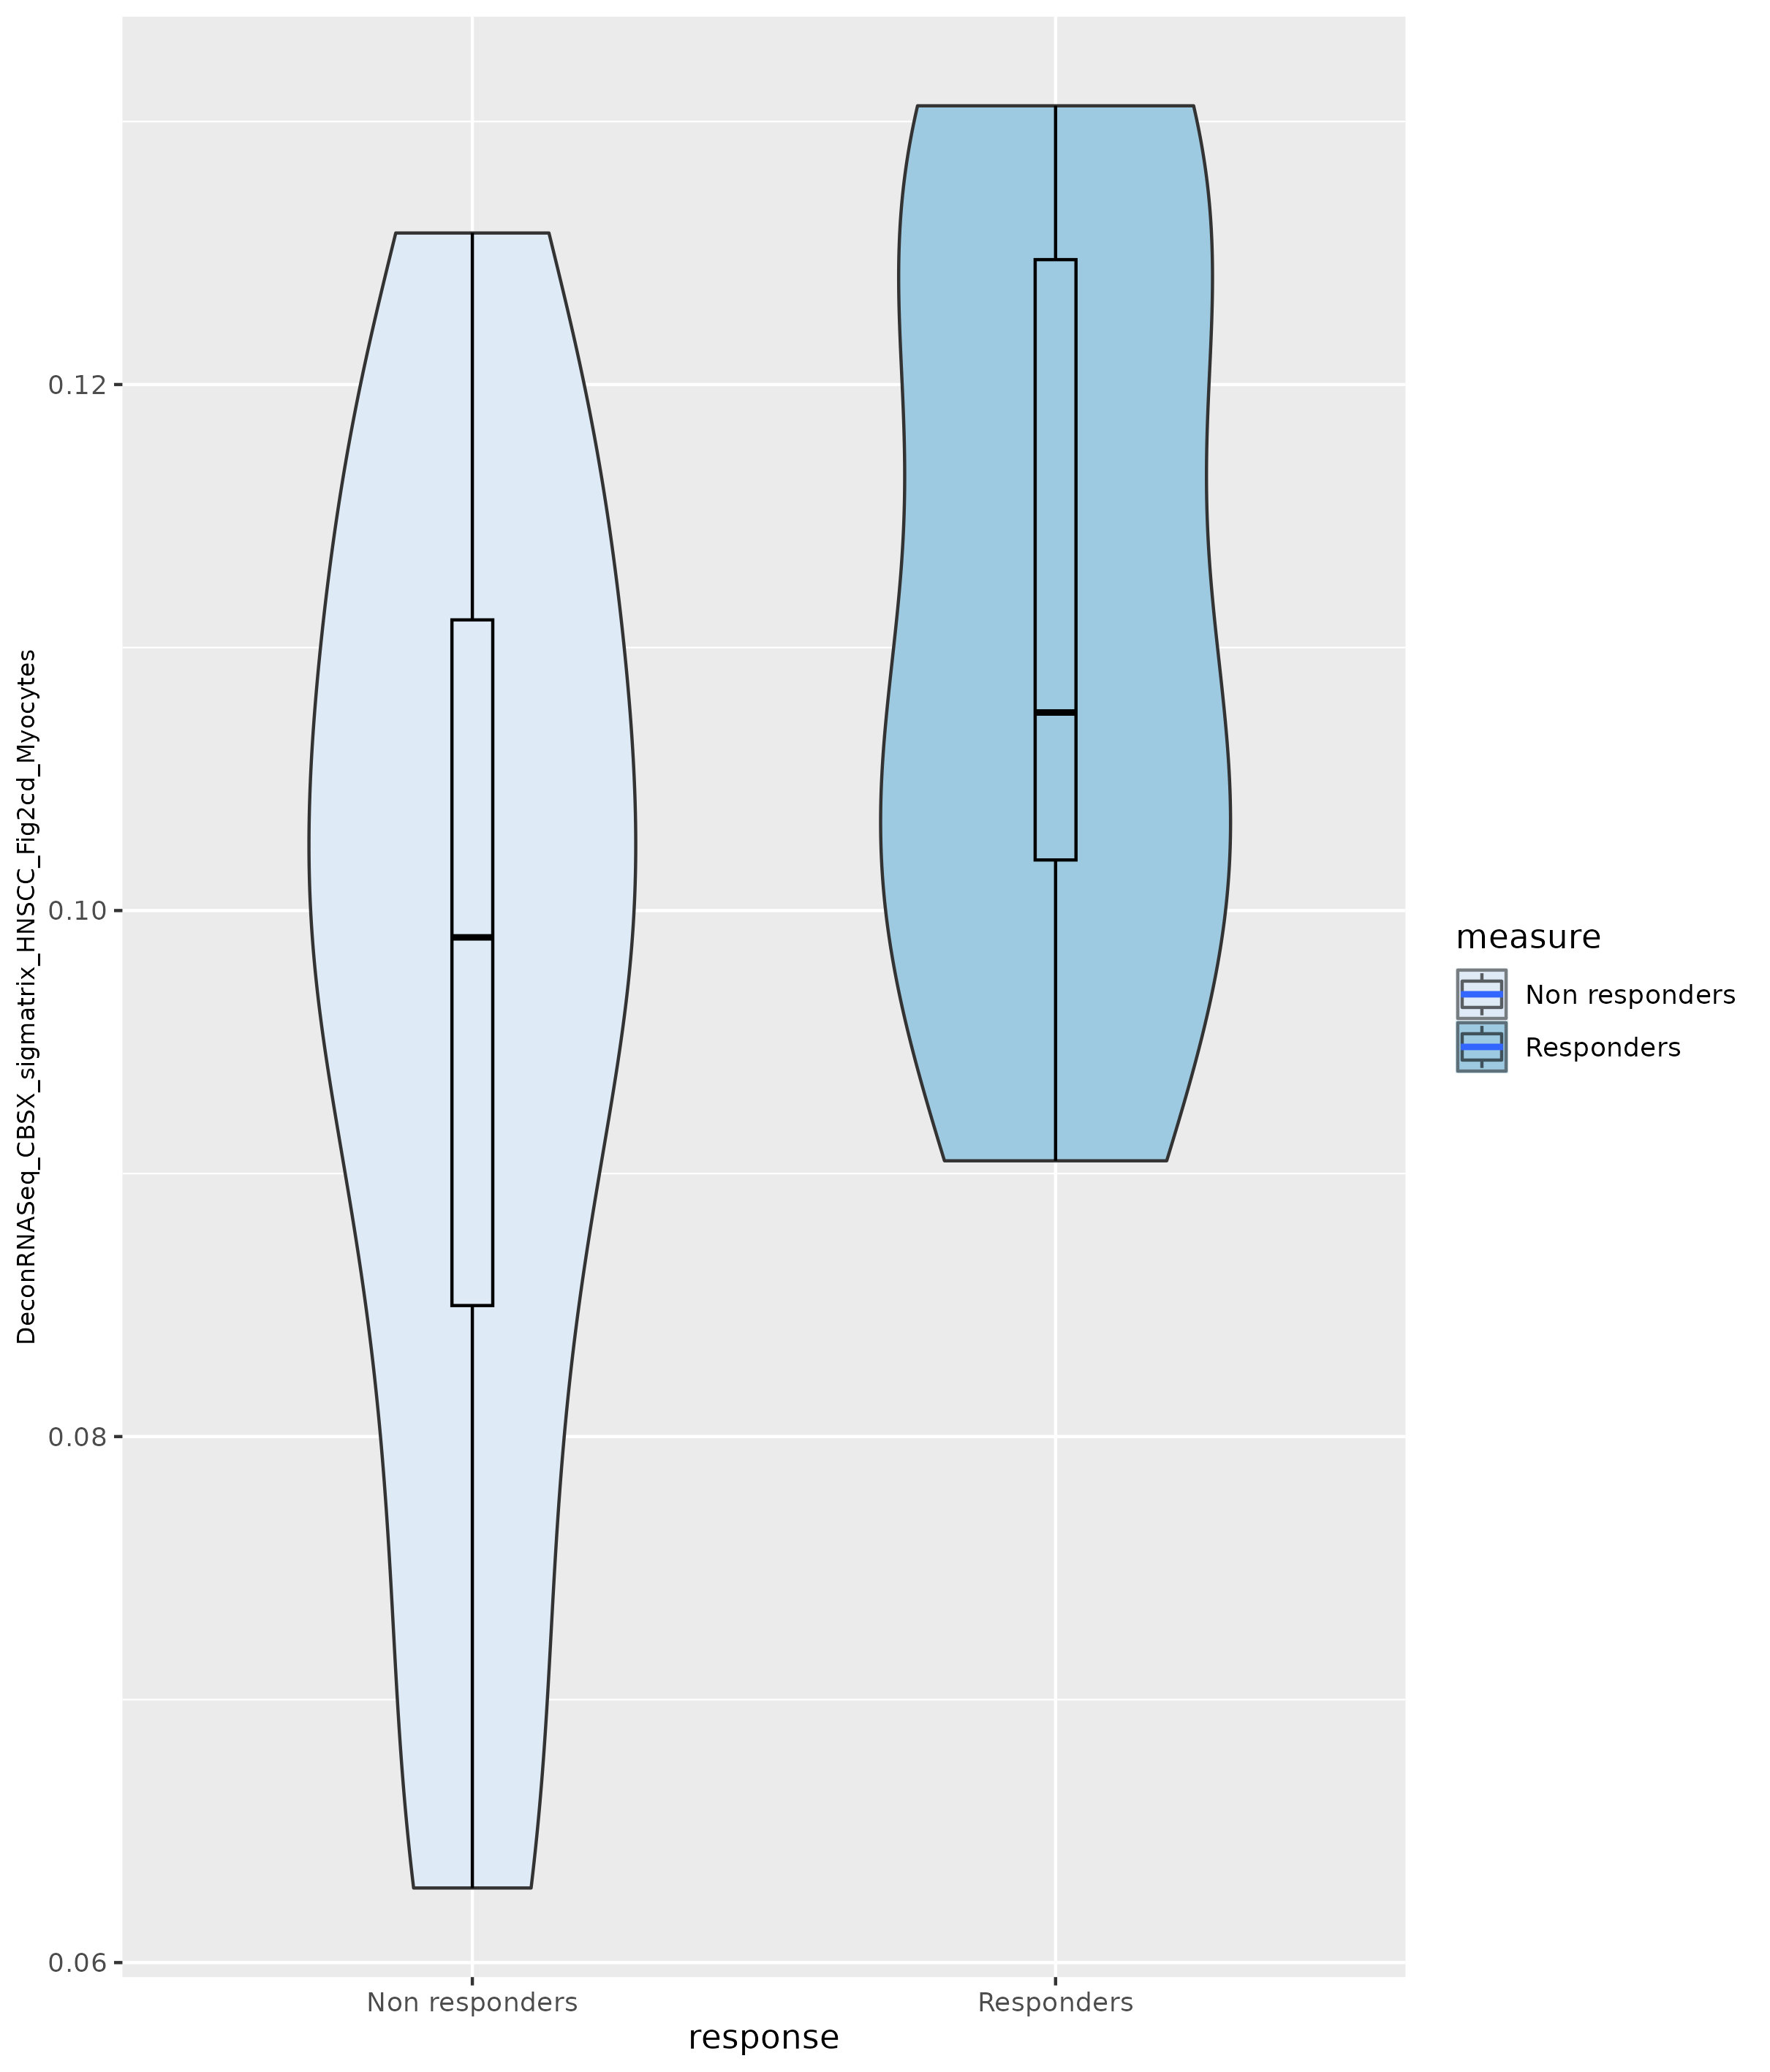 DeconRNASeq_CBSX_sigmatrix_HNSCC_Fig2cd_Myocytes
0.12
0.10
0.08
0.06
Non responders
Responders
response
measure
Non responders
Responders